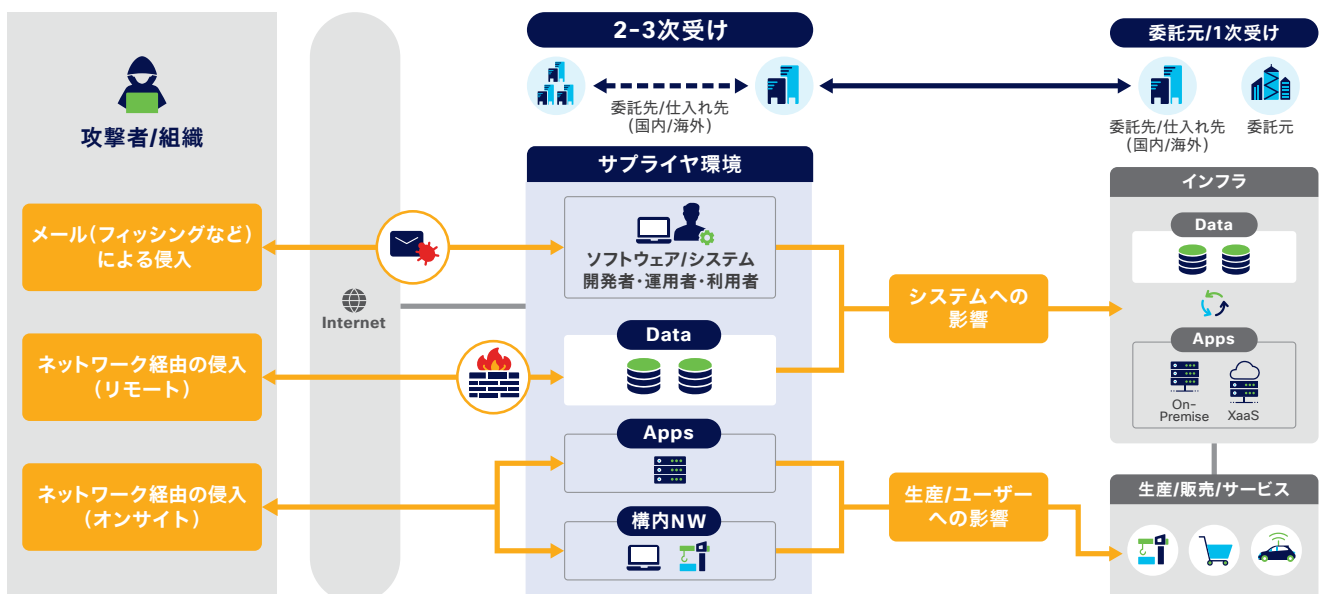 2-3次受け
委託元/1次受け
委託先/仕入れ先
(国内/海外)
委託先/仕入れ先
(国内/海外)
委託元
攻撃者/組織
メール(フィッシングなど)
による侵入
ネットワーク経由の侵入
(リモート)
ネットワーク経由の侵入
(オンサイト)
Internet
サプライヤ環境
ソフトウェア/システム
開発者・運用者・利用者
Data
Apps
構内NW
システムへの
影響
生産/ユーザー
への影響
インフラ
Data
Apps
On-
Premise
XaaS
生産/販売/サービス